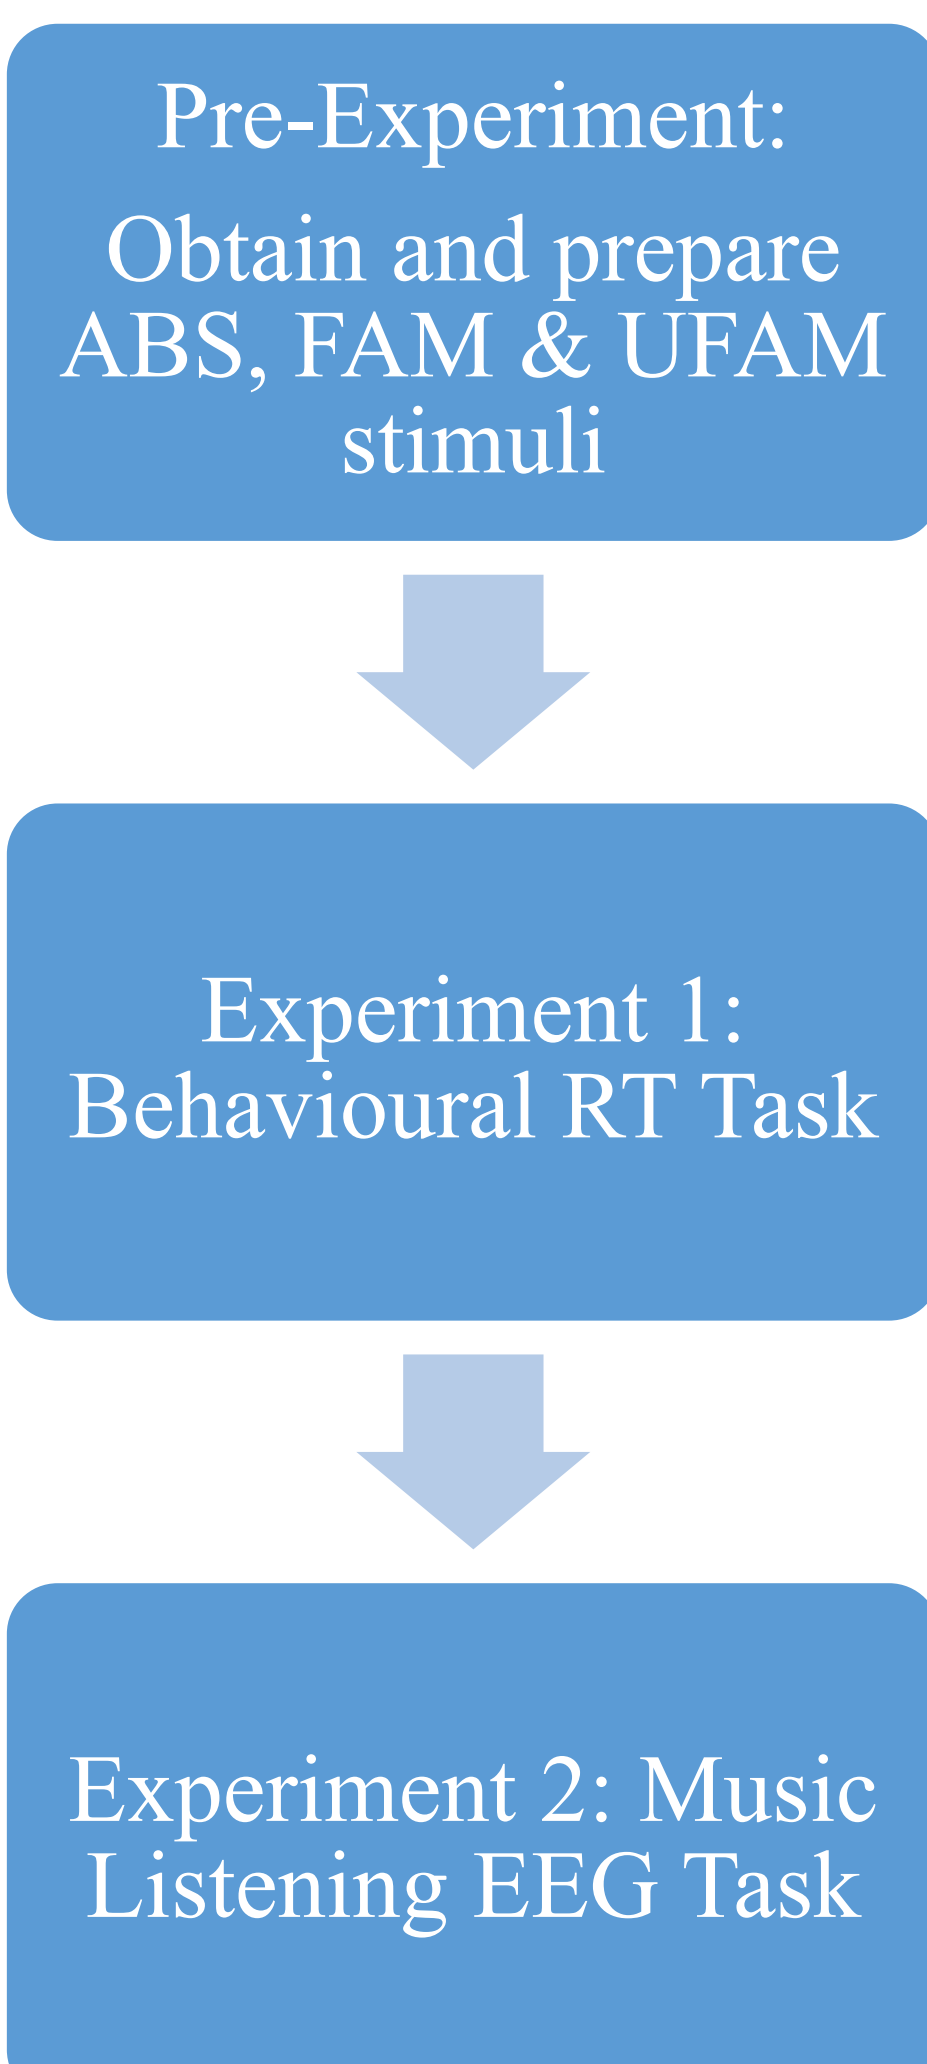 Pre-Experiment:
Obtain and prepare
ABS, FAM & UFAM
stimuli
Experiment 1:
Behavioural RT Task
Experiment 2: Music
Listening EEG Task